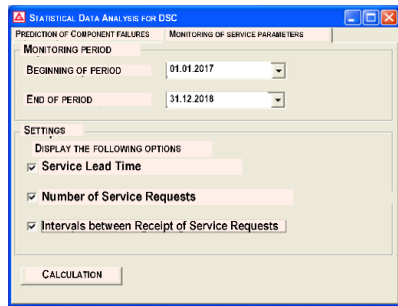 STATISTICAL DATA ANALYSIS FOR DSC
PREDICTION OF COMPONENT FAILURES MONITORING OF SERVICE PARAMETERS
MONITORING PERIOD
BEGINNING OF PERIOD 01.01.2017
END OF PERIOD 31.12.2018
SETTINGS
DISPLAY THE FOLLOWING OPTIONS
Service Lead Time
Number of Service Requests
Intervals between Receipt of Service Requests
CALCULATION